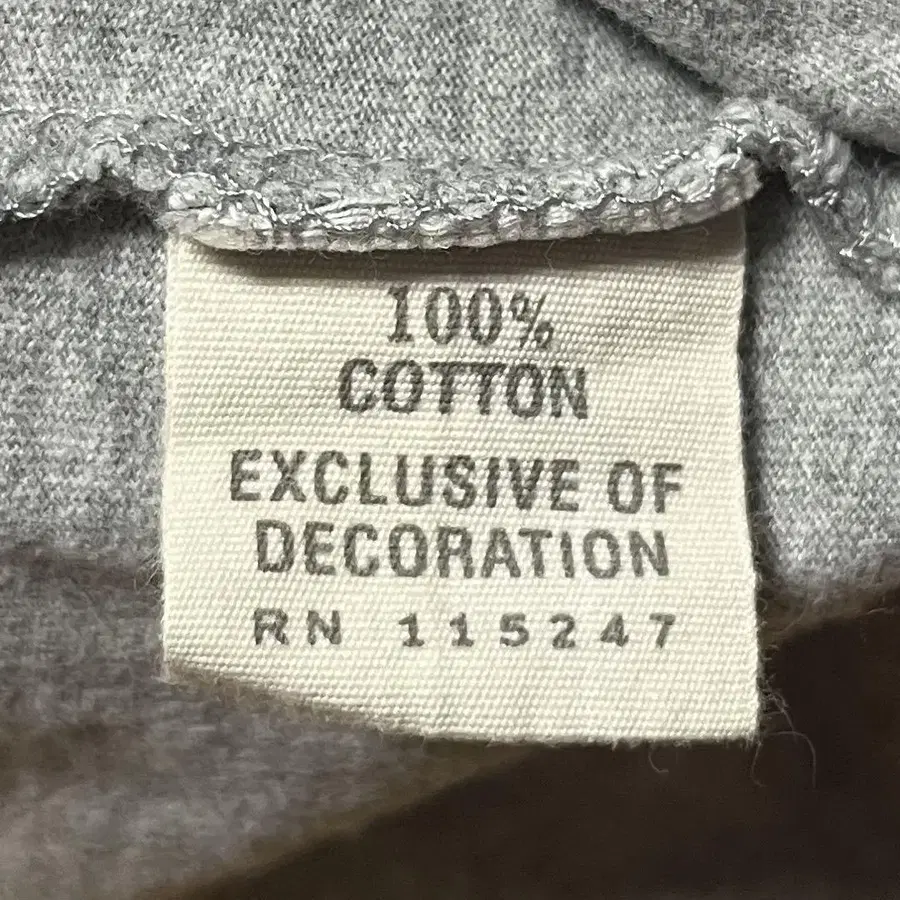 100%
COTTON
EXCLUSIVE OF
DECORATION
RN 115247